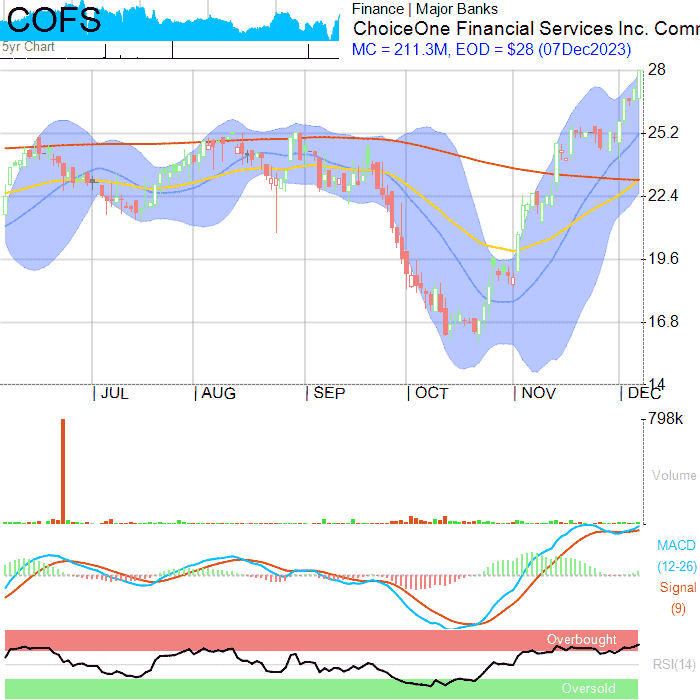 COFS
Finance | Major Banks
ChoiceOne Financial Services Inc. Comm
MC = 211.3M, EOD = $28 (07Dec2023)
5yr Chart
28
25.2
22.4
19.6
16.8
14
JUL AUG SEP OCT NOV DEC
798k
Volume
MACD
(12-26)
Signal
(9)
Overbought
RSI(14)
Oversold